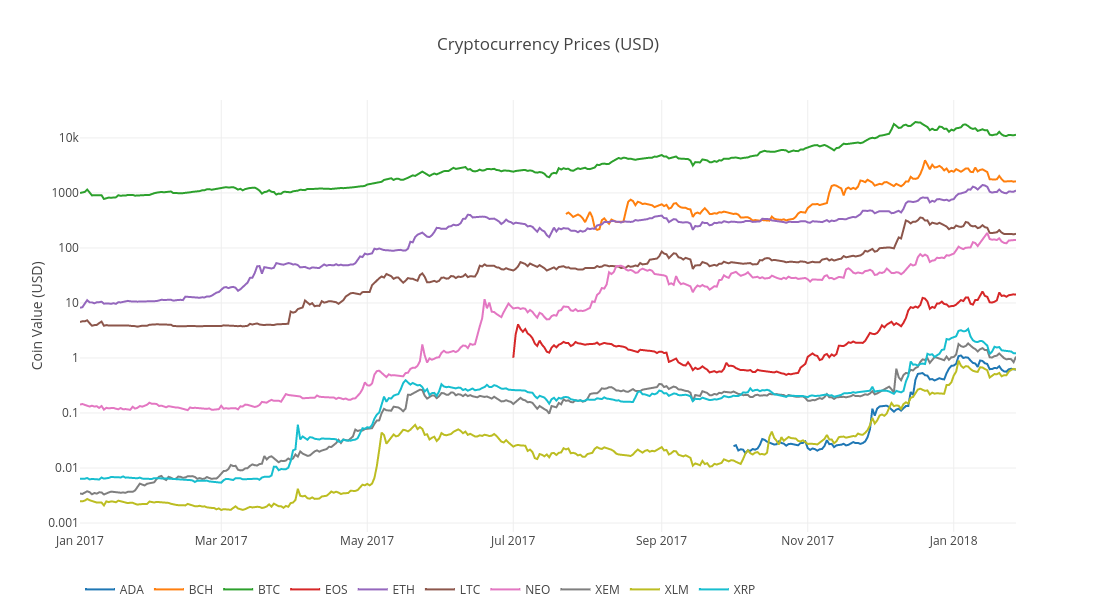 Cryptocurrency Prices (USD)
Coin Value (USD)
10k
1000
100
10
1
0.1
0.01
0.001
Jan 2017 Mar 2017 May 2017 Jul 2017 Sep 2017 Nov 2017 Jan 2018
ADA BCH BTC EOS ETH LTC NEO XEM XLM XRP